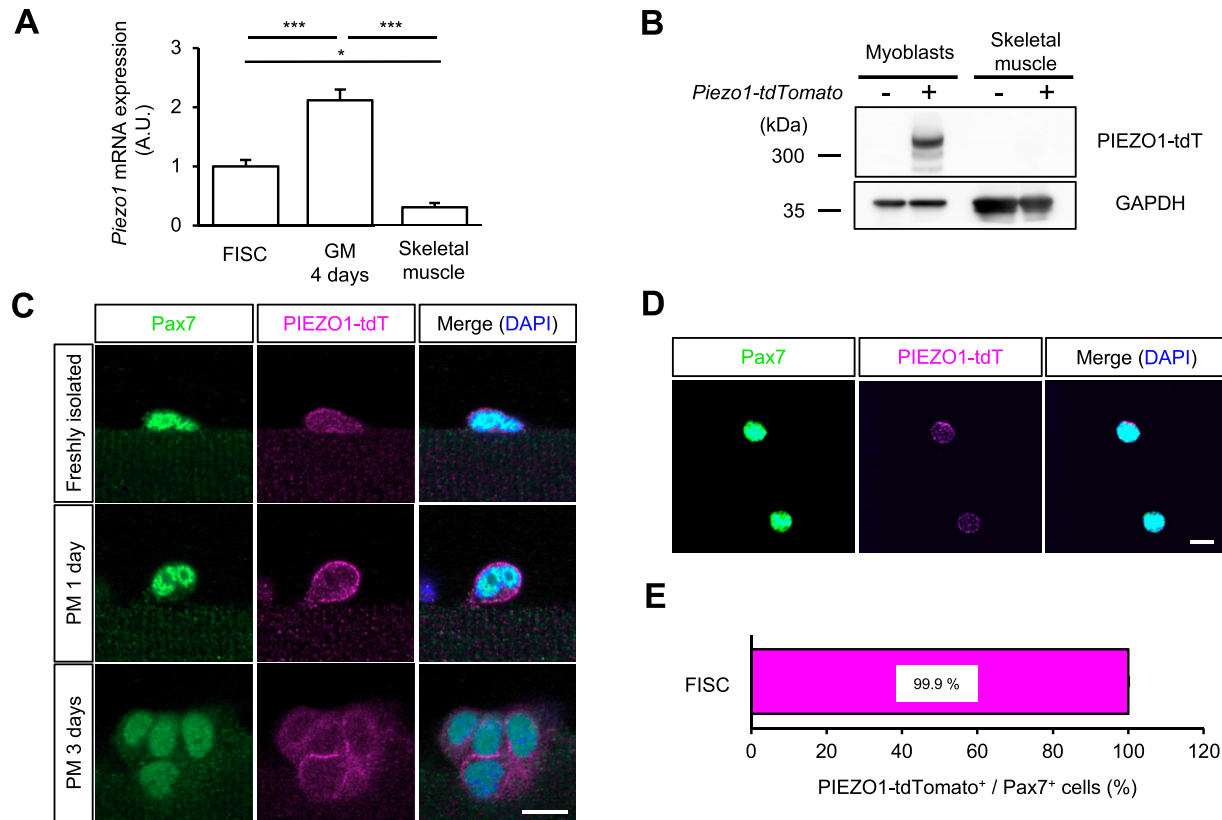 A
*** ***
*
Piezo1 mRNA expression
(A.U.)
3
2
1
0
FISC
GM
4 days
Skeletal
muscle
B
Myoblasts
Skeletal
muscle
Piezo1-tdTomato - + - +
(kDa)
300
PIEZO1-tdT
35
GAPDH
C
Pax7 PIEZO1-tdT Merge (DAPI)
Freshly isolated
PM 1 day
PM 3 days
D
Pax7 PIEZO1-tdT Merge (DAPI)
E
FISC
99.9 %
0 20 40 60 80 100 120
PIEZO1-tdTomato⁺ / Pax7⁺ cells (%)